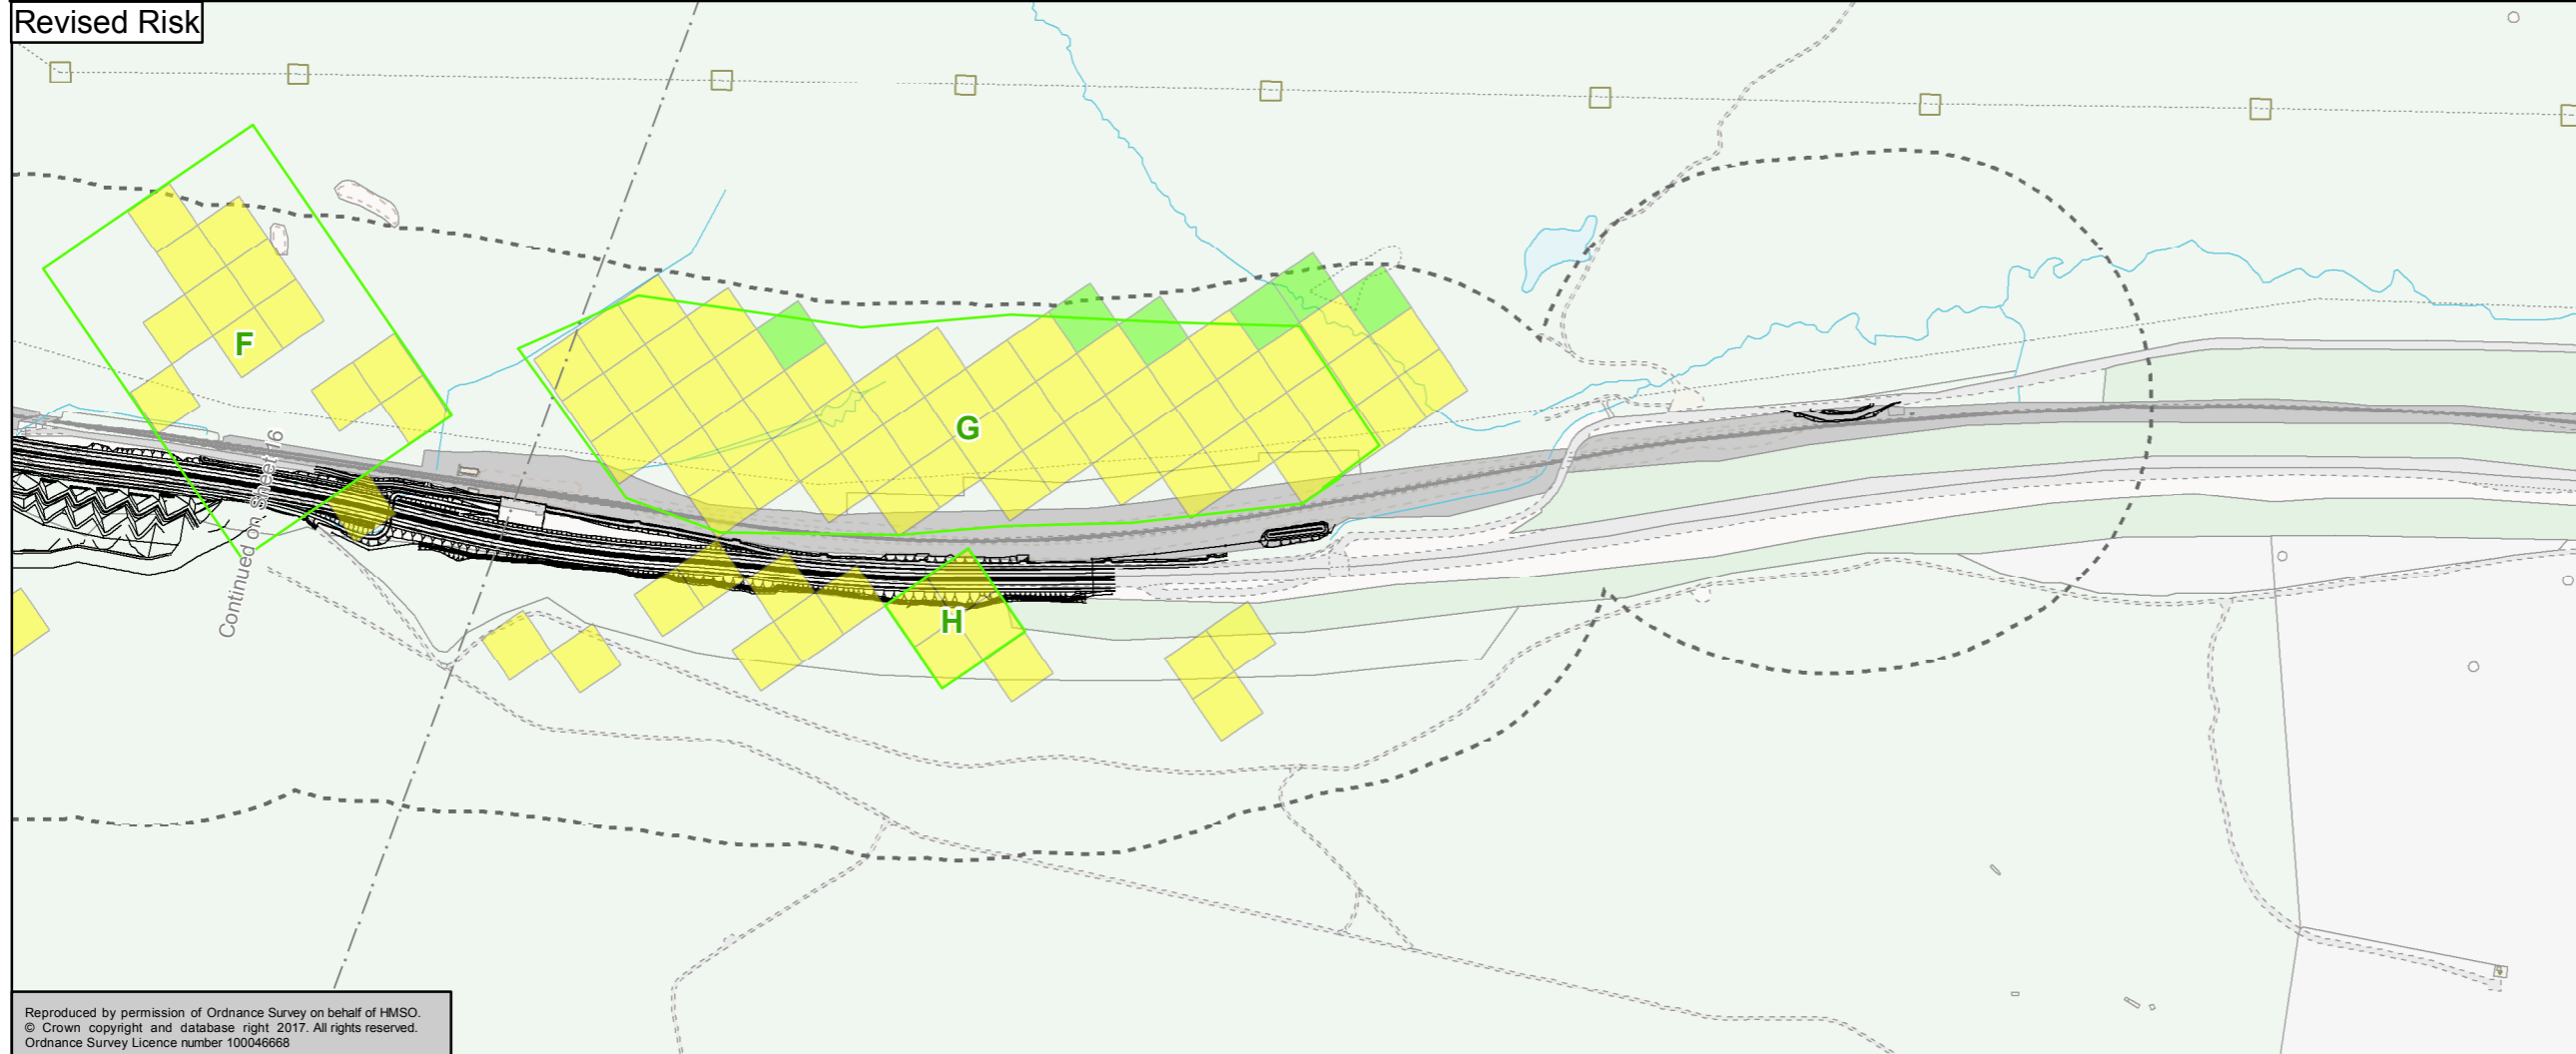 Revised Risk
F
G
H
Continued on sheet 16
Reproduced by permission of Ordnance Survey on behalf of HMSO.
© Crown copyright and database right 2017. All rights reserved.
Ordnance Survey Licence number 100046668